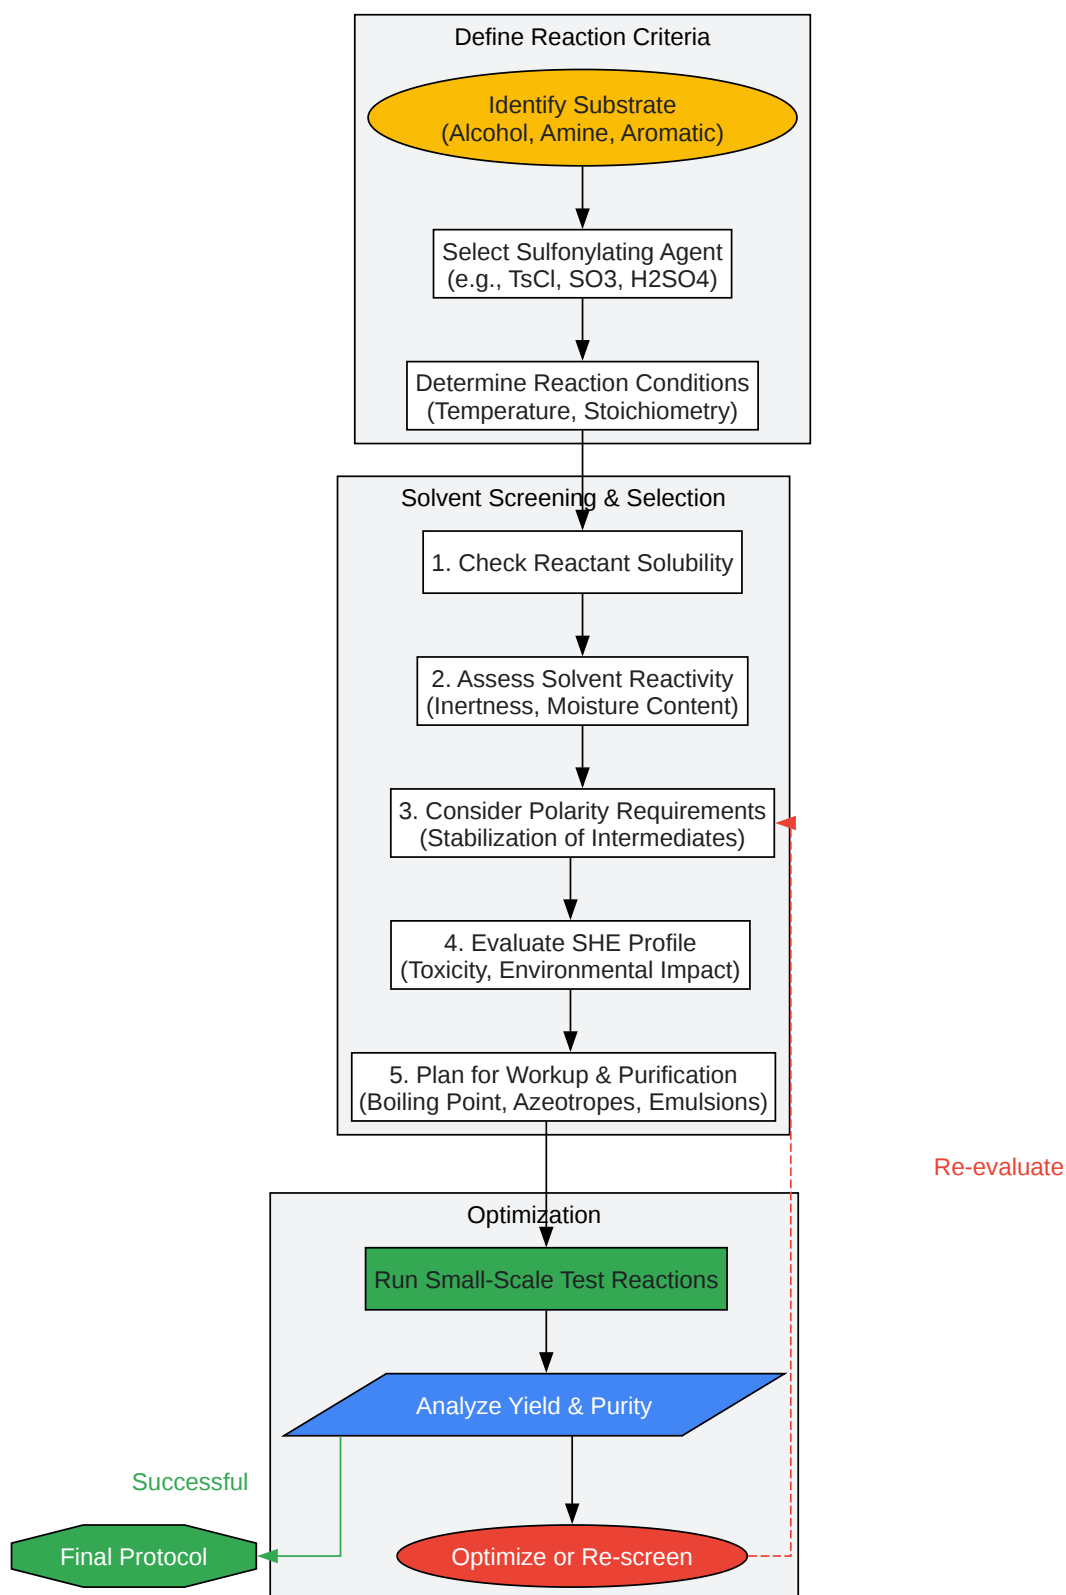 Define Reaction Criteria
Identify Substrate
(Alcohol, Amine, Aromatic)
Select Sulfonylating Agent
(e.g., TsCl, SO3, H2SO4)
Determine Reaction Conditions
(Temperature, Stoichiometry)
Solvent Screening & Selection
1. Check Reactant Solubility
2. Assess Solvent Reactivity
(Inertness, Moisture Content)
3. Consider Polarity Requirements
(Stabilization of Intermediates)
4. Evaluate SHE Profile
(Toxicity, Environmental Impact)
5. Plan for Workup & Purification
(Boiling Point, Azeotropes, Emulsions)
Re-evaluate
Optimization
Run Small-Scale Test Reactions
Analyze Yield & Purity
Successful
Final Protocol
Optimize or Re-screen